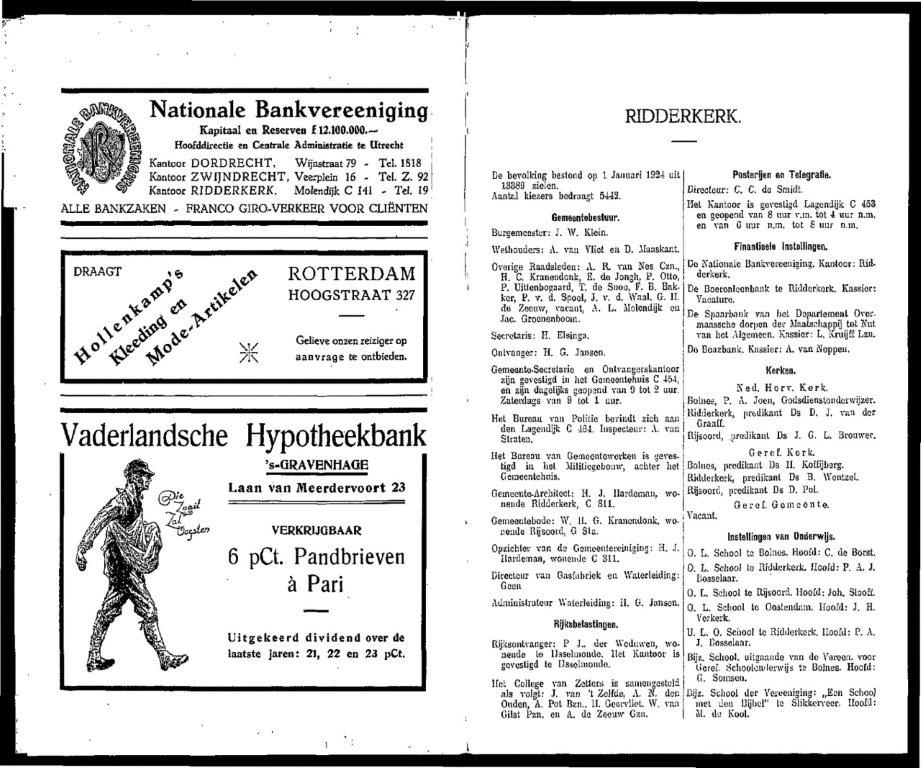 NATIONALE BANKVEREENIGING
Nationale Bankvereeniging
Kapitaal en Reserven f 12.100.000.—
Hoofddirectie en Centrale Administratie te Utrecht
Kantoor DORDRECHT, Wijnstraat 79 - Tel. 1818
Kantoor ZWIJNDRECHT, Veerplein 16 - Tel. Z. 92
Kantoor RIDDERKERK, Molendijk C 141 - Tel. 19
ALLE BANKZAKEN - FRANCO GIRO-VERKEER VOOR CLIËNTEN
DRAAGT
Hollenkamp's
Kleeding en
Mode-Artikelen
ROTTERDAM
HOOGSTRAAT 327
Gelieve onzen reiziger op
aanvrage te ontbieden.
Vaderlandsche Hypotheekbank
's-GRAVENHAGE
Laan van Meerdervoort 23
Die
Zaait
Zal
Oogsten
VERKRIJGBAAR
6 pCt. Pandbrieven
à Pari
Uitgekeerd dividend over de
laatste jaren: 21, 22 en 23 pCt.
RIDDERKERK.
De bevolking bestond op 1 Januari 1924 uit
13389 zielen.
Aantal kiezers bedraagt 5442.
Gemeentebestuur.
Burgemeester: J. W. Klein.
Wethouders: A. van Vliet en D. Maaskant.
Overige Raadsleden: A. R. van Nes Czn.,
H. C. Kranendonk, E. de Jongh, P. Otto,
P. Uittenbogaard, T. de Snoo, F. B. Bak-
ker, P. v. d. Spoel, J. v. d. Waal, G. H.
de Zeeuw, vacant, A. L. Molendijk en
Jac. Groenenboom.
Secretaris: H. Elsinga.
Ontvanger: H. G. Jansen.
Gemeente-Secretarie en Ontvangerskantoor
zijn gevestigd in het Gemeentehuis C 454,
en zijn dagelijks geopend van 9 tot 2 uur.
Zaterdags van 9 tot 1 uur.
Het Bureau van Politie bevindt zich aan
den Lagendijk C 464. Inspecteur: A. van
Straten.
Het Bureau van Gemeentewerken is geves-
tigd in het Militiegebouw, achter het
Gemeentehuis.
Gemeente-Architect: H. J. Hardeman, wo-
nende Ridderkerk, C 311.
Gemeentebode: W. H. G. Kranendonk, wo-
nende Rijsoord, G 81a.
Opzichter van de Gemeentereiniging: H. J.
Hardeman, wonende C 311.
Directeur van Gasfabriek en Waterleiding:
Geen
Administrateur Waterleiding: H. G. Jansen.
Rijksbelastingen.
Rijksontvanger: P J., der Weduwen, wo-
nende te IJsselmonde. Het Kantoor is
gevestigd te IJsselmonde.
Het College van Zetters is samengesteld
als volgt: J. van 't Zelfde, A. N. den
Ouden, A. Pot Bzn., H. Geervliet, W. van
Gilst Pzn. en A. de Zeeuw Gzn.
Posterijen en Telegrafie.
Directeur: C. C. de Smidt.
Het Kantoor is gevestigd Lagendijk C 453
en geopend van 8 uur v.m. tot 4 uur n.m.
en van 6 uur n.m. tot 8 uur n.m.
Financieele Instellingen.
De Nationale Bankvereeniging, Kantoor: Rid-
derkerk.
De Boerenleenbank te Ridderkerk, Kassier:
Vacature.
De Spaarbank van het Departement Over-
maassche dorpen der Maatschappij tot Nut
van het Algemeen. Kassier: L. Kruijff Lzn.
De Boazbank. Kassier: A. van Noppen.
Kerken.
Ned. Herv. Kerk.
Bolnes, P. A. Joen, Godsdienstonderwijzer.
Ridderkerk, predikant Ds D. J. van der
Graaff.
Rijsoord, predikant Ds J. G. L. Brouwer.
Geref. Kerk.
Bolnes, predikant Ds H. Koffijberg.
Ridderkerk, predikant Ds B. Wentzel.
Rijsoord, predikant Ds D. Pol.
Geref. Gemeente.
Vacant.
Instellingen van Onderwijs.
O. L. School te Bolnes. Hoofd: C. de Borst.
O. L. School te Ridderkerk. Hoofd: P. A. J.
Bosselaar.
O. L. School te Rijsoord. Hoofd: Joh. Slooff.
O. L. School te Oostendam. Hoofd: J. H.
Verkerk.
U. L. O. School te Ridderkerk. Hoofd: P. A.
J. Bosselaar.
Bijz. School, uitgaande van de Vereen. voor
Geref. Schoolonderwijs te Bolnes. Hoofd:
G. Somsen.
Bijz. School der Vereeniging: „Een School
met den Bijbel" te Slikkerveer. Hoofd:
M. de Kool.